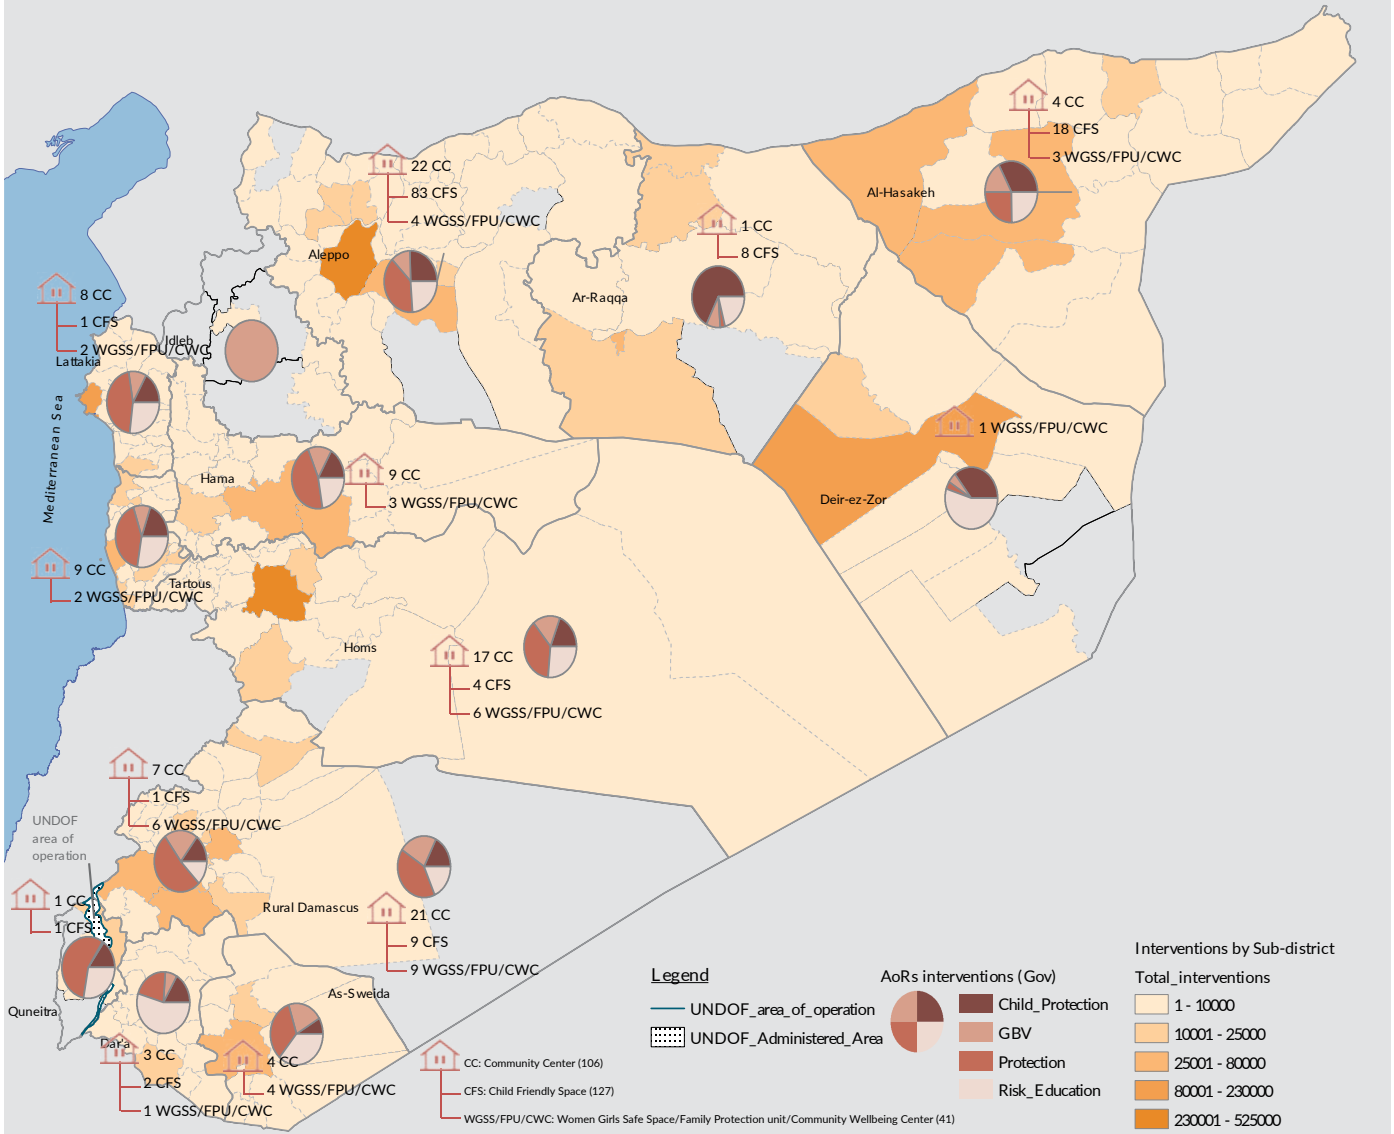 4 CC
18 CFS
3 WGSS/FPU/CWC
Al-Hasakeh
22 CC
83 CFS
4 WGSS/FPU/CWC
Aleppo
1 CC
8 CFS
Ar-Raqqa
8 CC
1 CFS
2 WGSS/FPU/CWC
Idleb
Lattakia
Mediterranean Sea
1 WGSS/FPU/CWC
Deir-ez-Zor
Hama
9 CC
3 WGSS/FPU/CWC
9 CC
2 WGSS/FPU/CWC
Tartous
Homs
17 CC
4 CFS
6 WGSS/FPU/CWC
7 CC
1 CFS
6 WGSS/FPU/CWC
UNDOF
area of
operation
1 CC
1 CFS
Rural Damascus
21 CC
9 CFS
9 WGSS/FPU/CWC
As-Sweida
Quneitra
Dar'a
3 CC
2 CFS
1 WGSS/FPU/CWC
4 CC
4 WGSS/FPU/CWC
CC: Community Center (106)
CFS: Child Friendly Space (127)
WGSS/FPU/CWC: Women Girls Safe Space/Family Protection unit/Community Wellbeing Center (41)
Legend
UNDOF_area_of_operation
UNDOF_Administered_Area
AoRs interventions (Gov)
Child_Protection
GBV
Protection
Risk_Education
Interventions by Sub-district
Total_interventions
1 - 10000
10001 - 25000
25001 - 80000
80001 - 230000
230001 - 525000